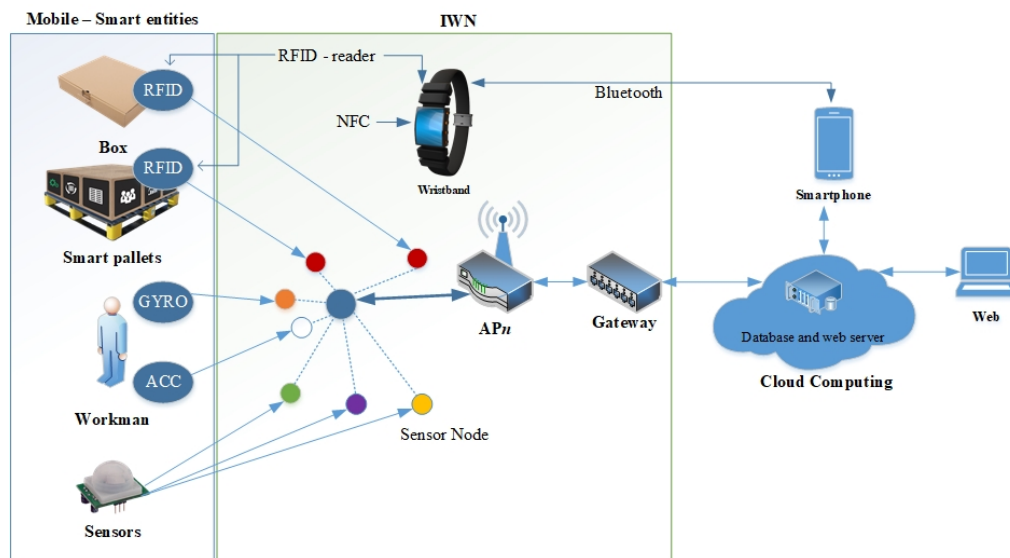 Mobile – Smart entities
IWN
RFID
RFID - reader
Bluetooth
NFC
Box
RFID
Wristband
Smartphone
Smart pallets
GYRO
APn
Gateway
Web
Database and web server
Cloud Computing
ACC
Workman
Sensor Node
Sensors